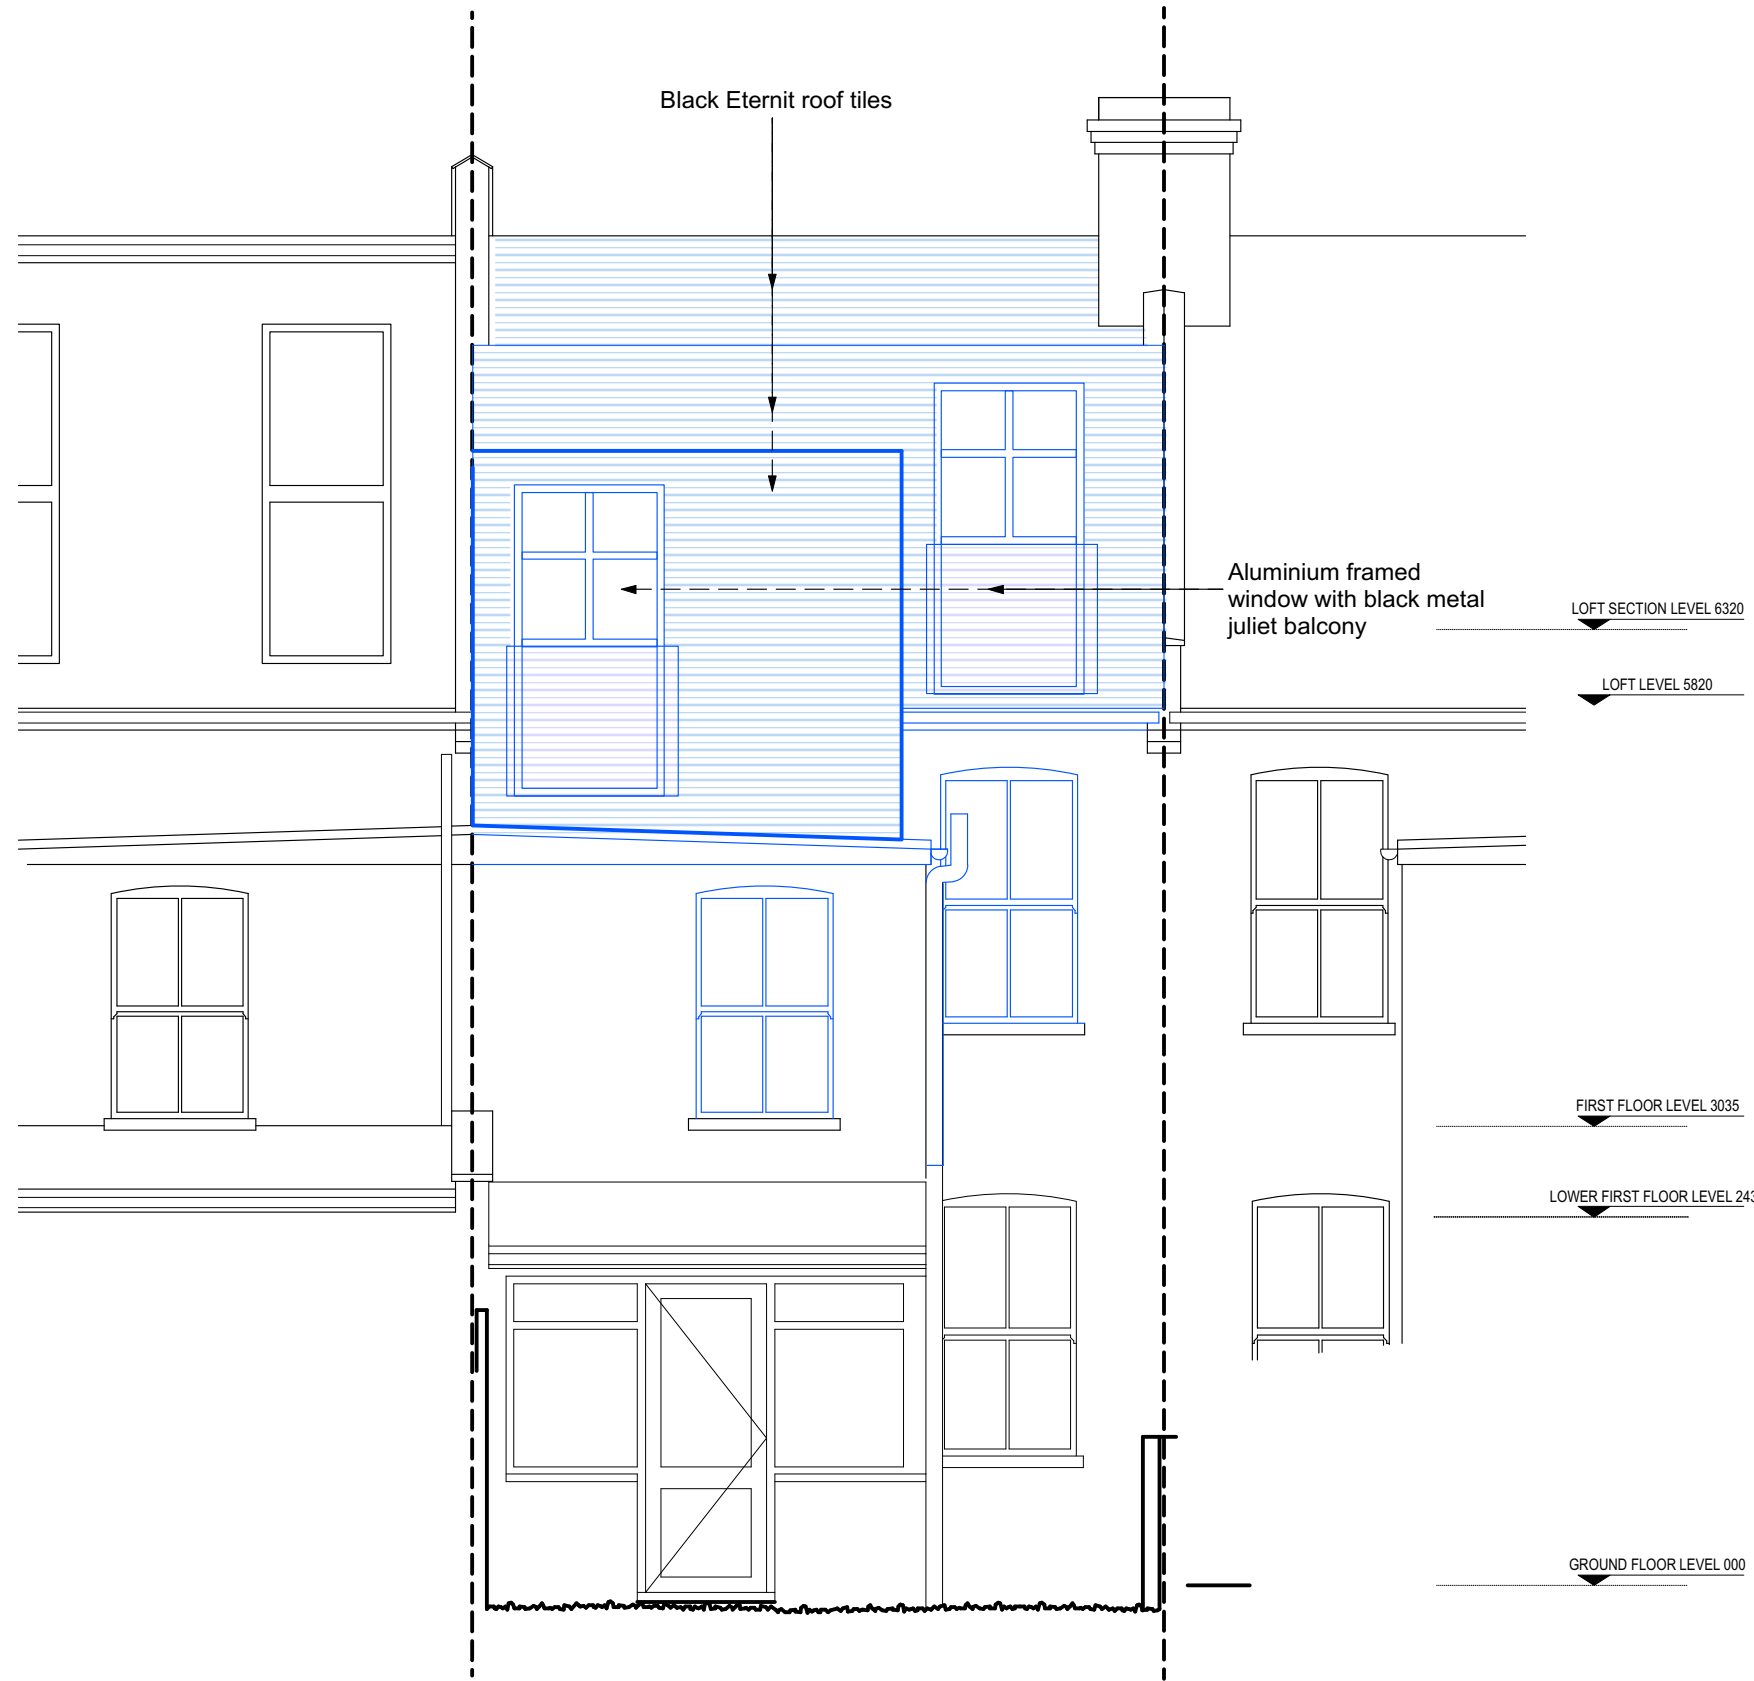 Black Eternit roof tiles
Aluminium framed
window with black metal
juliet balcony
LOFT SECTION LEVEL 6320
LOFT LEVEL 5820
FIRST FLOOR LEVEL 3035
LOWER FIRST FLOOR LEVEL 243
GROUND FLOOR LEVEL 000